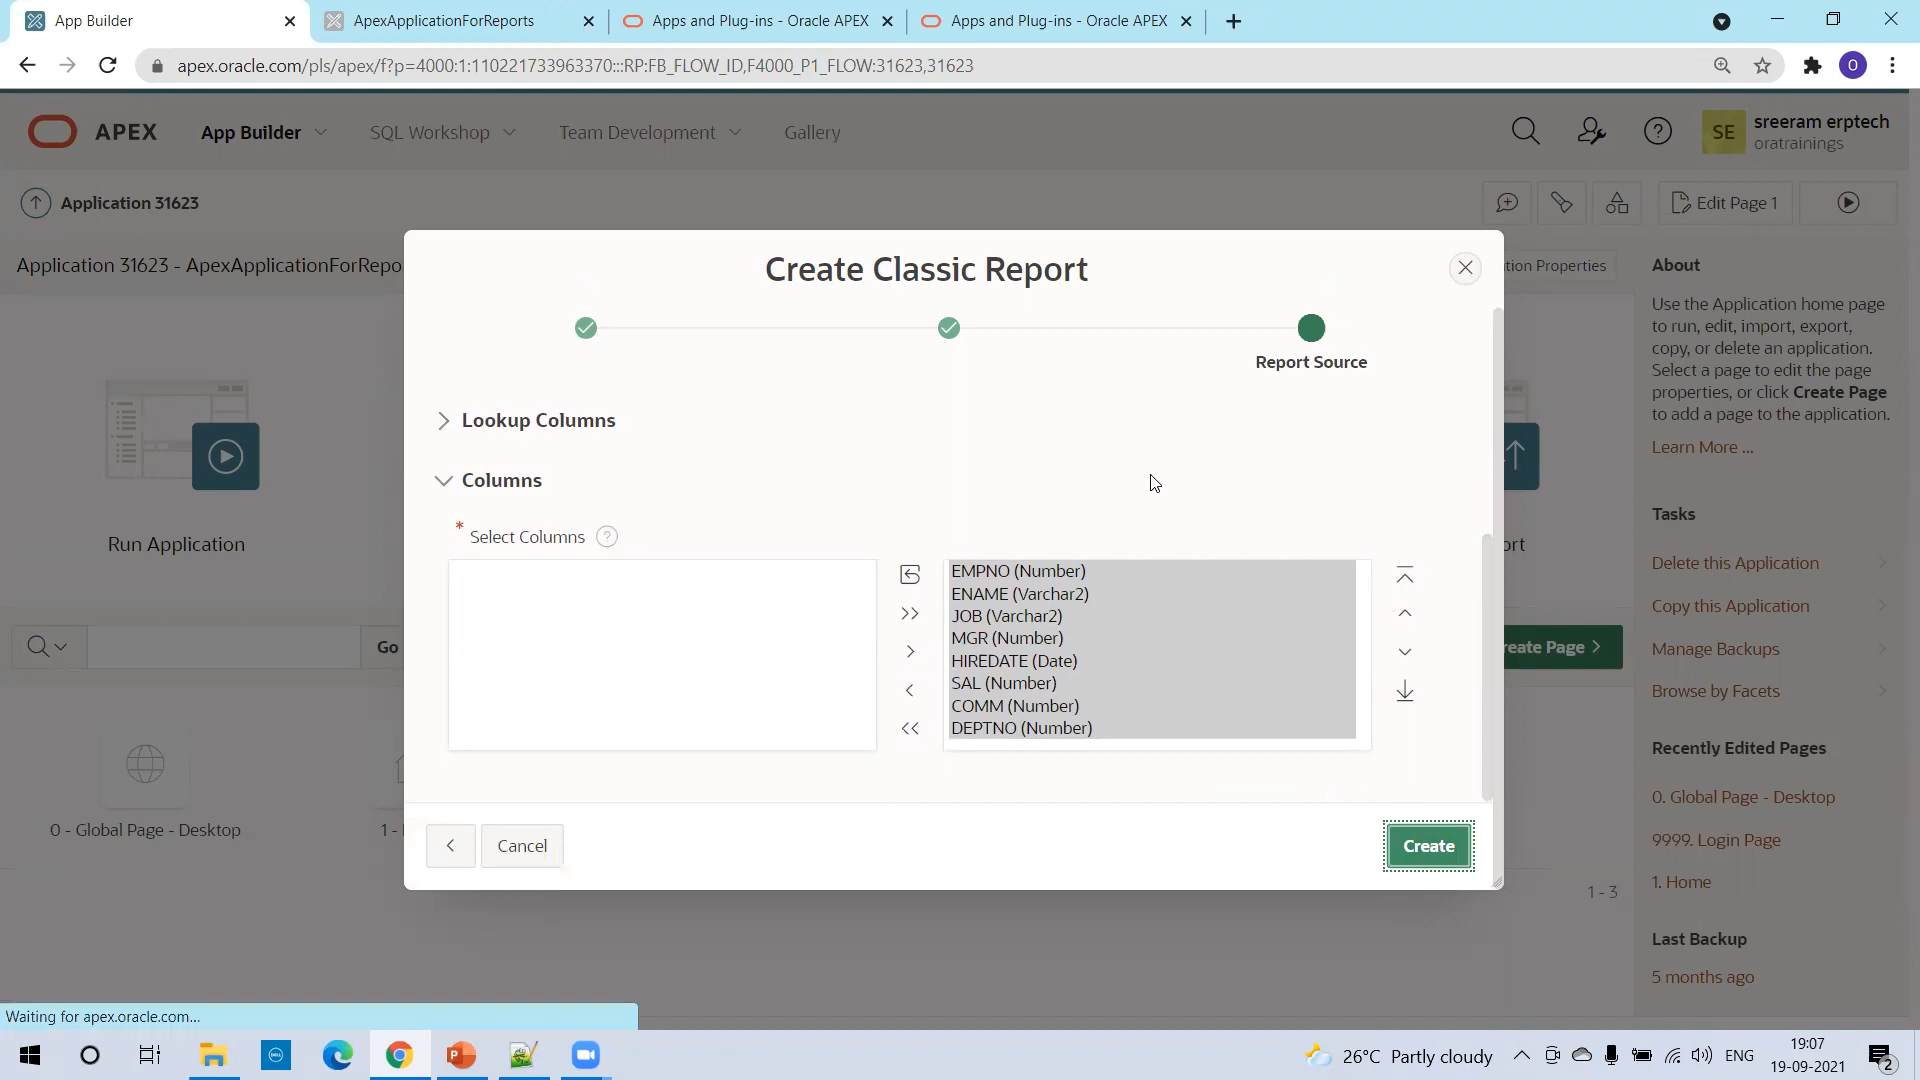 App Builder
ApexApplicationForReports
Apps and Plug-ins - Oracle APEX
Apps and Plug-ins - Oracle APEX
apex.oracle.com/pls/apex/f?p=4000:1:110221733963370:::RP:FB_FLOW_ID,F4000_P1_FLOW:31623,31623
O
APEX
App Builder
SQL Workshop
Team Development
Gallery
SE
sreeram erptech
oratrainings
Application 31623
Edit Page 1
Application 31623 - ApexApplicationForRepo
tion Properties
Create Classic Report
Report Source
Lookup Columns
Columns
* Select Columns
EMPNO (Number)
ENAME (Varchar2)
JOB (Varchar2)
MGR (Number)
HIREDATE (Date)
SAL (Number)
COMM (Number)
DEPTNO (Number)
Cancel
Create
Run Application
ort
Go
reate Page >
0 - Global Page - Desktop
1 -
1 - 3
About
Use the Application home page
to run, edit, import, export,
copy, or delete an application.
Select a page to edit the page
properties, or click Create Page
to add a page to the application.
Learn More ...
Tasks
Delete this Application
Copy this Application
Manage Backups
Browse by Facets
Recently Edited Pages
0. Global Page - Desktop
9999. Login Page
1. Home
Last Backup
5 months ago
Waiting for apex.oracle.com...
DELL
26°C Partly cloudy
ENG
19:07
19-09-2021
2